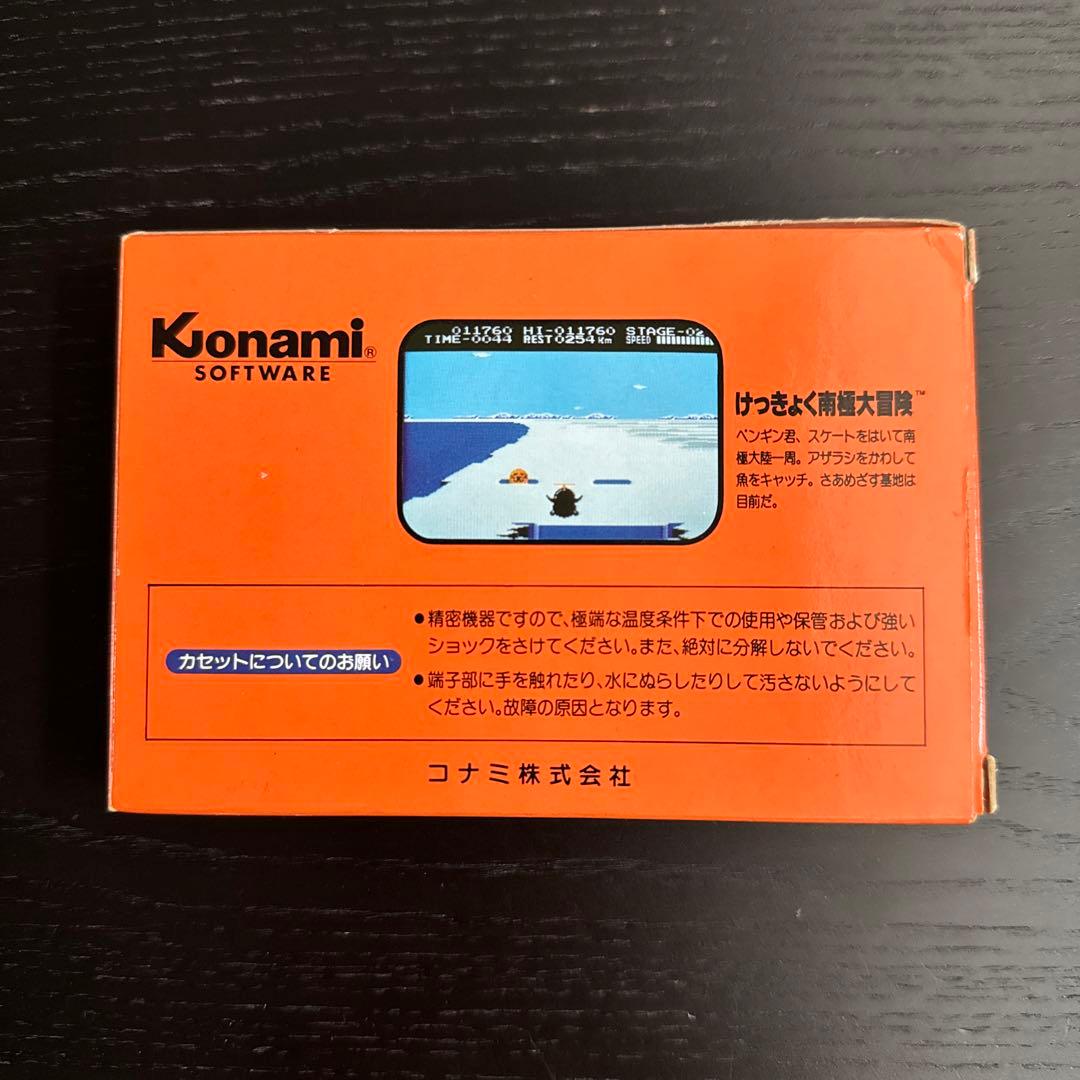 Konami®
SOFTWARE
011760 HI-011760 STAGE-02
TIME-0044 REST0254Km SPEED
けっきょく南極大冒険™
ペンギン君、スケートをはいて南
極大陸一周。アザラシをかわして
魚をキャッチ。さあめざす基地は
目前だ。
カセットについてのお願い
●精密機器ですので、極端な温度条件下での使用や保管および強い
ショックをさけてください。また、絶対に分解しないでください。
●端子部に手を触れたり、水にぬらしたりして汚さないようにして
ください。故障の原因となります。
コナミ株式会社